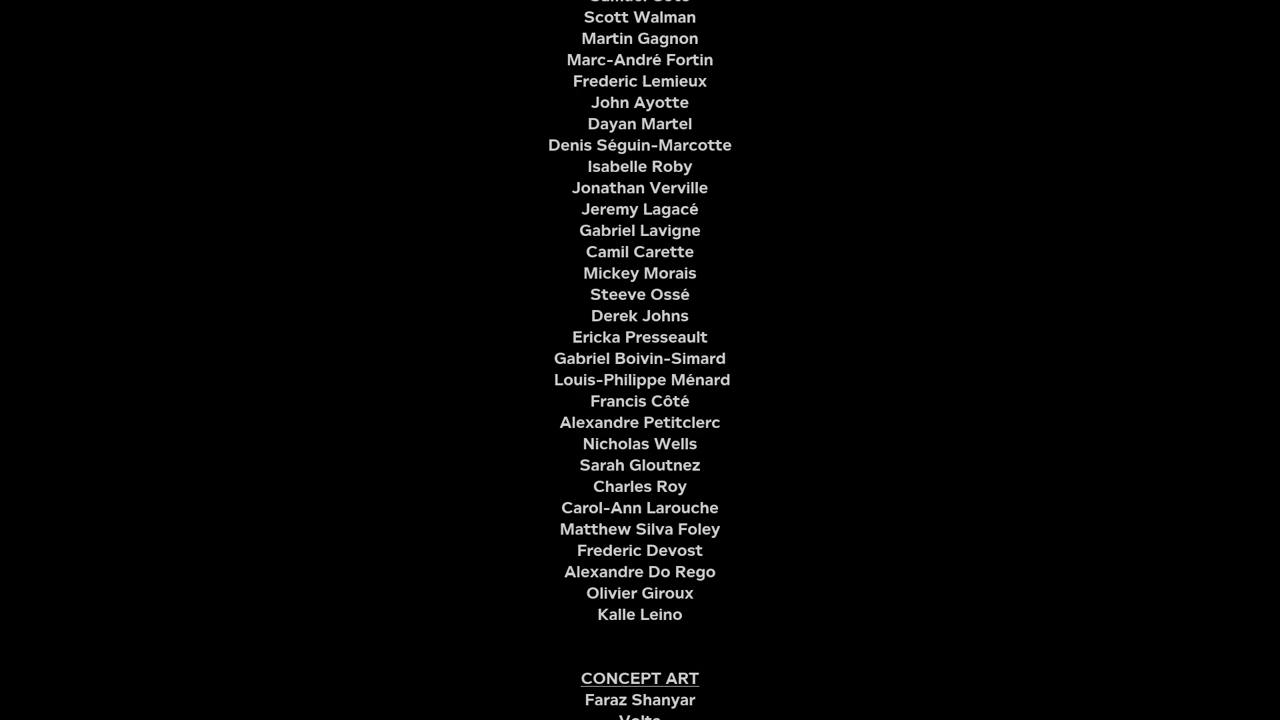 Scott Walman
Martin Gagnon
Marc-André Fortin
Frederic Lemieux
John Ayotte
Dayan Martel
Denis Séguin-Marcotte
Isabelle Roby
Jonathan Verville
Jeremy Lagacé
Gabriel Lavigne
Camil Carette
Mickey Morais
Steeve Ossé
Derek Johns
Ericka Presseault
Gabriel Boivin-Simard
Louis-Philippe Ménard
Francis Côté
Alexandre Petitclerc
Nicholas Wells
Sarah Gloutnez
Charles Roy
Carol-Ann Larouche
Matthew Silva Foley
Frederic Devost
Alexandre Do Rego
Olivier Giroux
Kalle Leino
CONCEPT ART
Faraz Shanyar